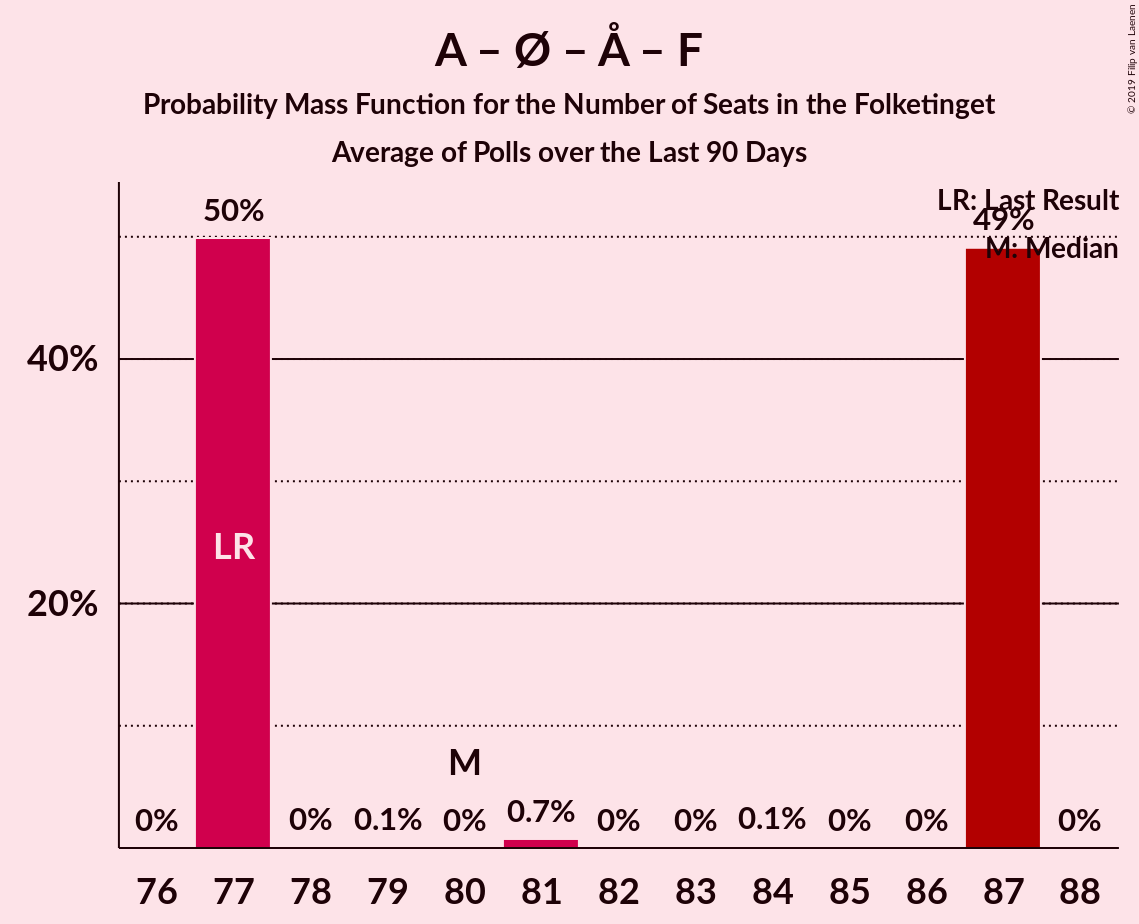 A – Ø – Å – F
Probability Mass Function for the Number of Seats in the Folketinget
Average of Polls over the Last 90 Days
© 2019 Filip van Laenen
LR: Last Result
M: Median
50%
49%
40%
LR
20%
M
0%
0%
0.1%
0%
0.7%
0%
0%
0.1%
0%
0%
0%
76 77 78 79 80 81 82 83 84 85 86 87 88